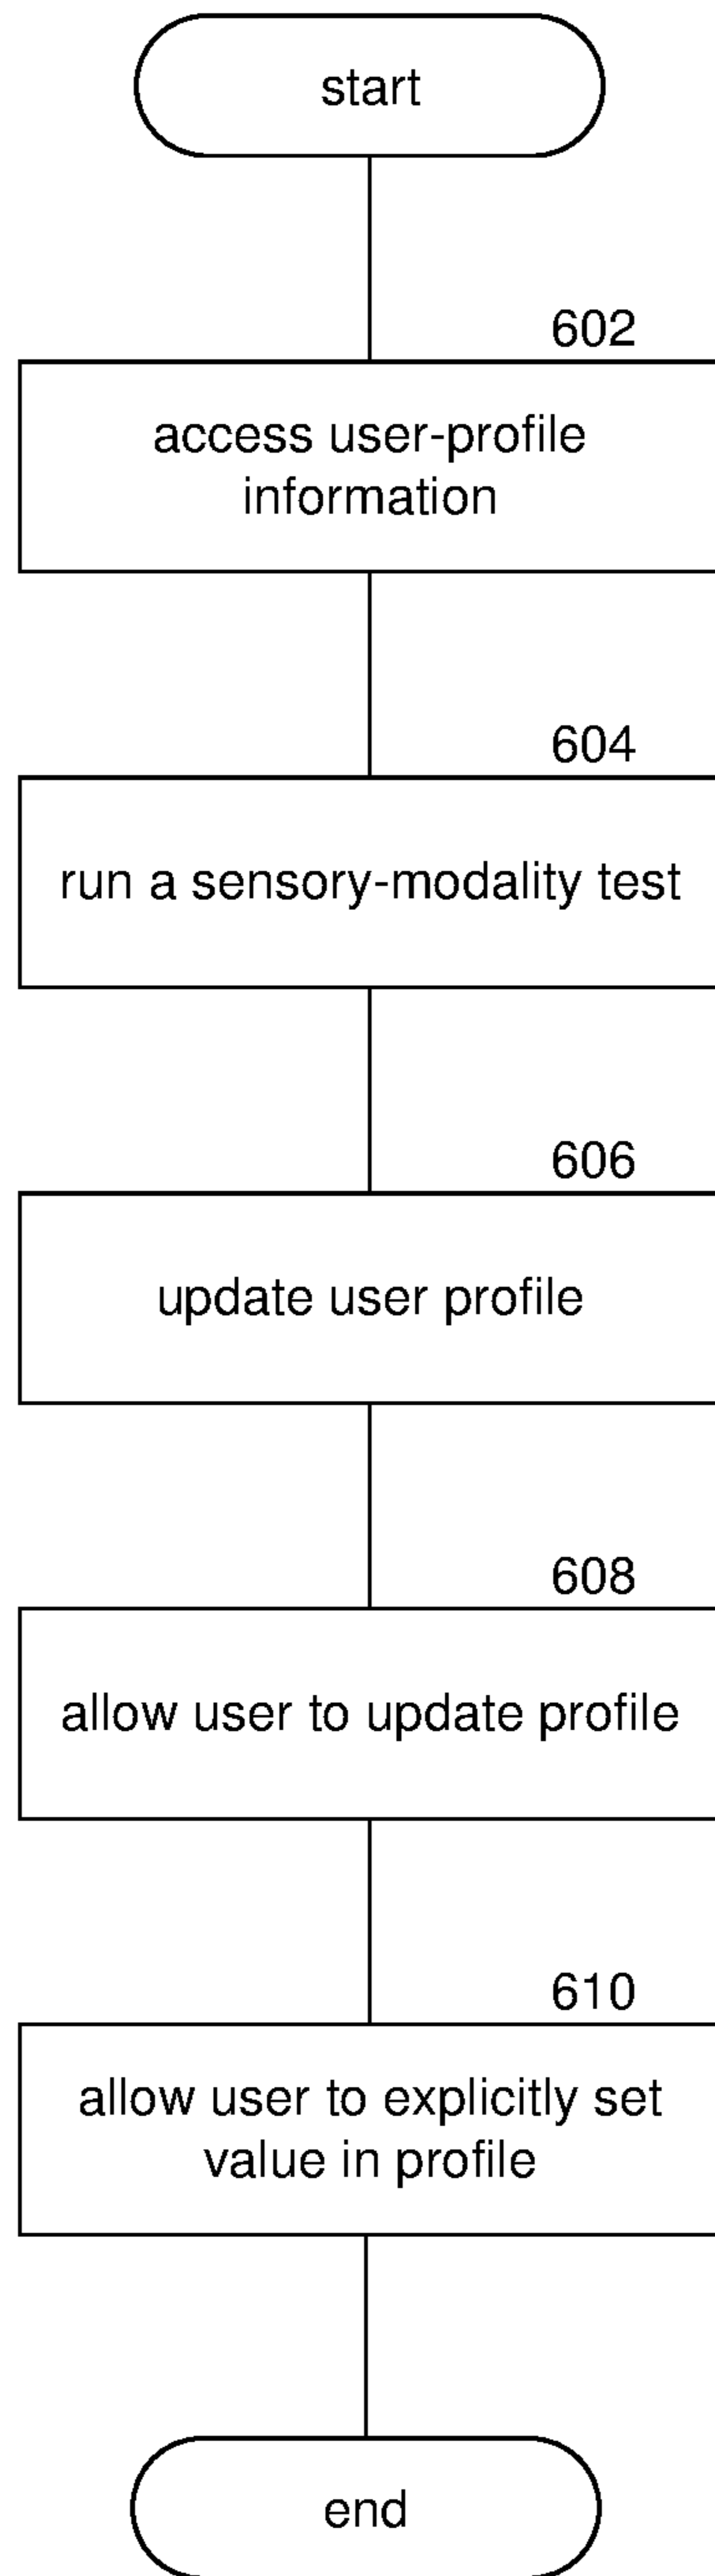 start
602
access user-profile
information
604
run a sensory-modality test
606
update user profile
608
allow user to update profile
610
allow user to explicitly set
value in profile
end